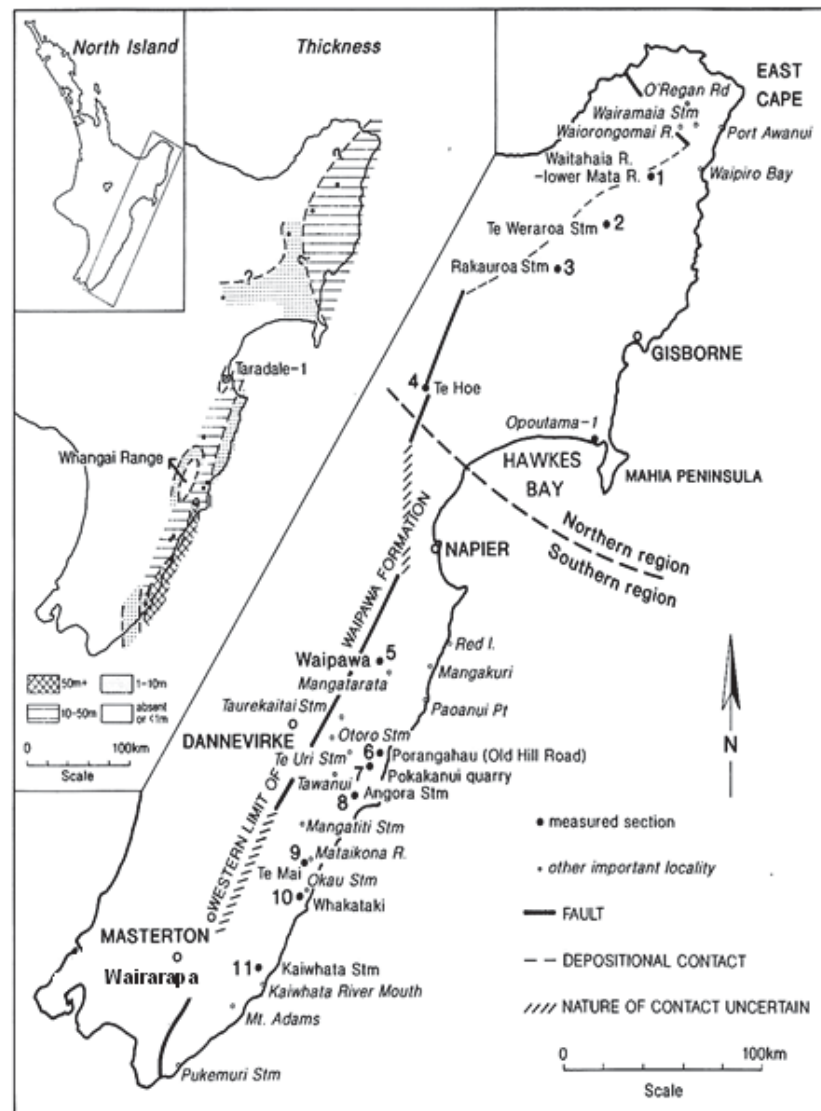 North Island
Thickness
EAST
CAPE
O'Regan Rd
Wairamaia Stm
Waiorongomai R.
Port Awanui
Waitahaia R.
-lower Mata R.
1
Waipiro Bay
Te Weraroa Stm
2
Rakauroa Stm
3
?
?
Taradale-1
GISBORNE
4
Te Hoe
Opoutama-1
HAWKES
BAY
MAHIA PENINSULA
Whangai Range
Northern region
Southern region
NAPIER
WESTERN LIMIT OF WAIPAWA FORMATION
Red I.
Waipawa
5
Mangatarata
Mangakuri
50m+
1-10m
10-50m
absent
or <1m
0
100km
Scale
Taurekaitai Stm
Paoanui Pt
DANNEVIRKE
Otoro Stm
6
Porangahau (Old Hill Road)
Te Uri Stm
7
Pokakanui quarry
Tawanui
8
Angora Stm
N
Mangatiti Stm
measured section
9
Mataikona R.
Te Mai
other important locality
Okau Stm
10
Whakataki
FAULT
MASTERTON
DEPOSITIONAL CONTACT
Wairarapa
11
Kaiwhata Stm
Kaiwhata River Mouth
NATURE OF CONTACT UNCERTAIN
Mt. Adams
Pukemuri Stm
0
100km
Scale